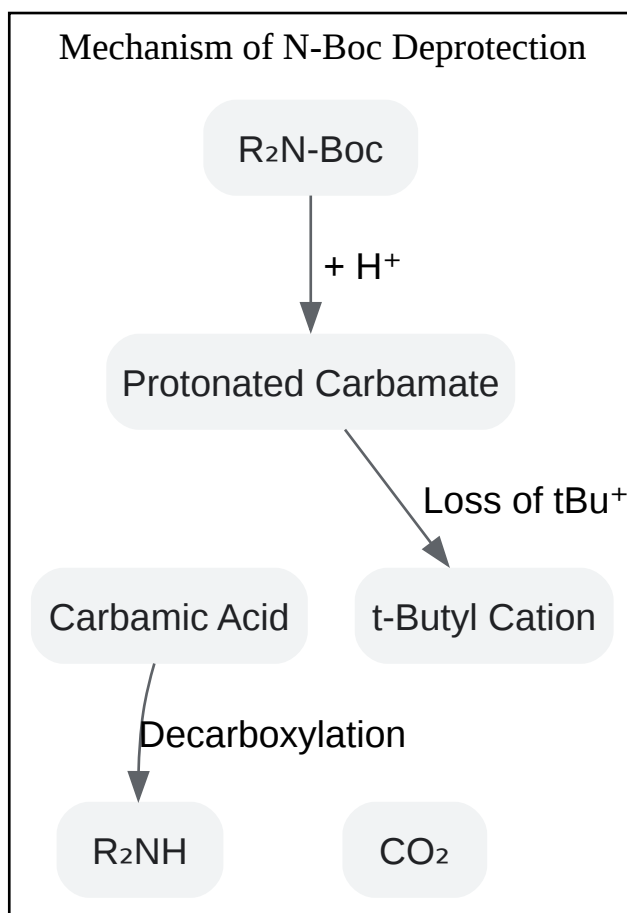 Mechanism of N-Boc Deprotection
R₂N-Boc
+ H⁺
Protonated Carbamate
Loss of tBu⁺
Carbamic Acid
t-Butyl Cation
Decarboxylation
R₂NH
CO₂